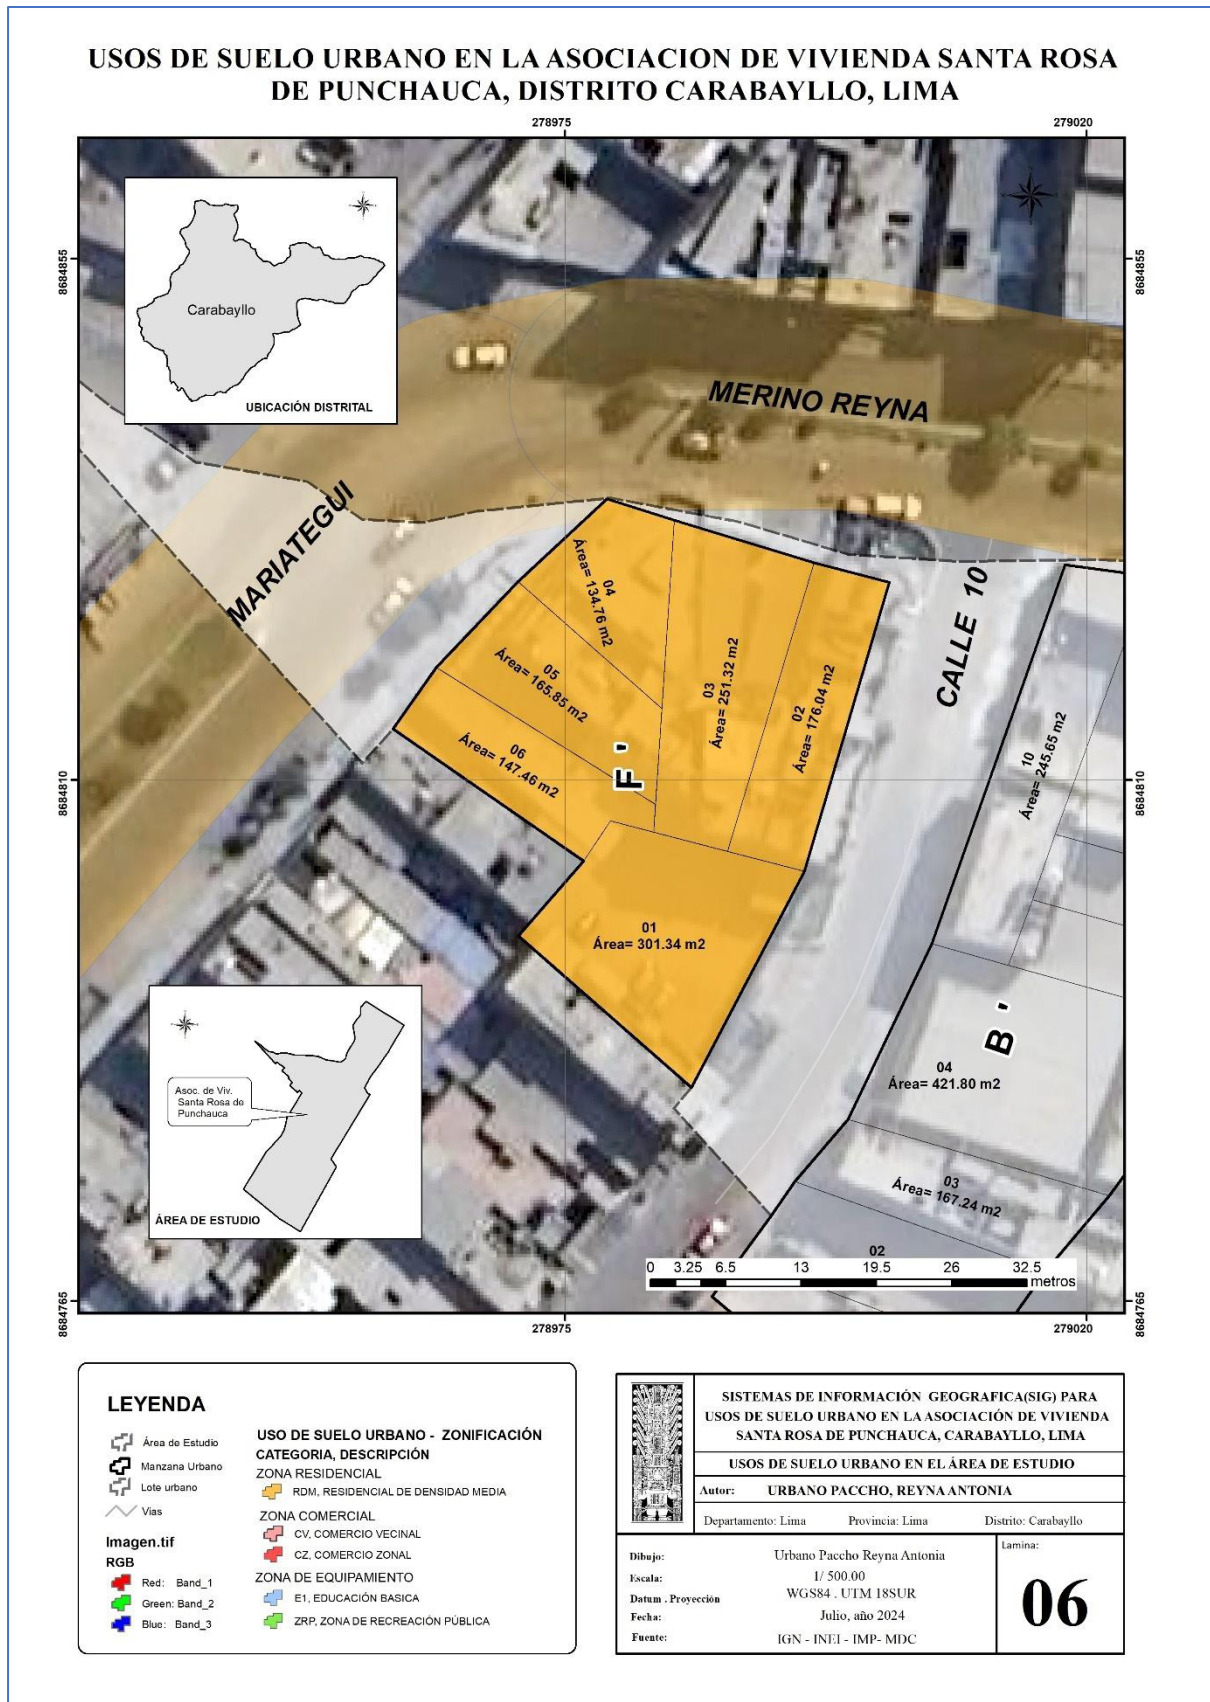 USOS DE SUELO URBANO EN LA ASOCIACION DE VIVIENDA SANTA ROSA
DE PUNCHAUCA, DISTRITO CARABAYLLO, LIMA
278975
279020
8684855
8684855
Carabayllo
UBICACIÓN DISTRITAL
MERINO REYNA
MARIATEGUI
CALLE 10
04
Área= 134.76 m2
05
Área= 165.85 m2
03
Área= 251.32 m2
02
Área= 176.04 m2
06
Área= 147.46 m2
F '
10
Área= 245.65 m2
8684810
8684810
01
Área= 301.34 m2
B '
04
Área= 421.80 m2
Asoc. de Viv.
Santa Rosa de
Punchauca
ÁREA DE ESTUDIO
03
Área= 167.24 m2
02
0 3.25 6.5 13 19.5 26 32.5
metros
8684765
8684765
278975
279020
LEYENDA
Área de Estudio
Manzana Urbano
Lote urbano
Vias
Imagen.tif
RGB
Red: Band_1
Green: Band_2
Blue: Band_3
USO DE SUELO URBANO - ZONIFICACIÓN
CATEGORIA, DESCRIPCIÓN
ZONA RESIDENCIAL
RDM, RESIDENCIAL DE DENSIDAD MEDIA
ZONA COMERCIAL
CV, COMERCIO VECINAL
CZ, COMERCIO ZONAL
ZONA DE EQUIPAMIENTO
E1, EDUCACIÓN BASICA
ZRP, ZONA DE RECREACIÓN PÚBLICA
SISTEMAS DE INFORMACIÓN GEOGRAFICA(SIG) PARA
USOS DE SUELO URBANO EN LA ASOCIACIÓN DE VIVIENDA
SANTA ROSA DE PUNCHAUCA, CARABAYLLO, LIMA
USOS DE SUELO URBANO EN EL ÁREA DE ESTUDIO
Autor: URBANO PACCHO, REYNA ANTONIA
Departamento: Lima Provincia: Lima Distrito: Carabayllo
Dibujo: Urbano Paccho Reyna Antonia
Escala: 1/ 500.00
Datum . Proyección WGS84 . UTM 18SUR
Fecha: Julio, año 2024
Fuente: IGN - INEI - IMP- MDC
Lamina:
06